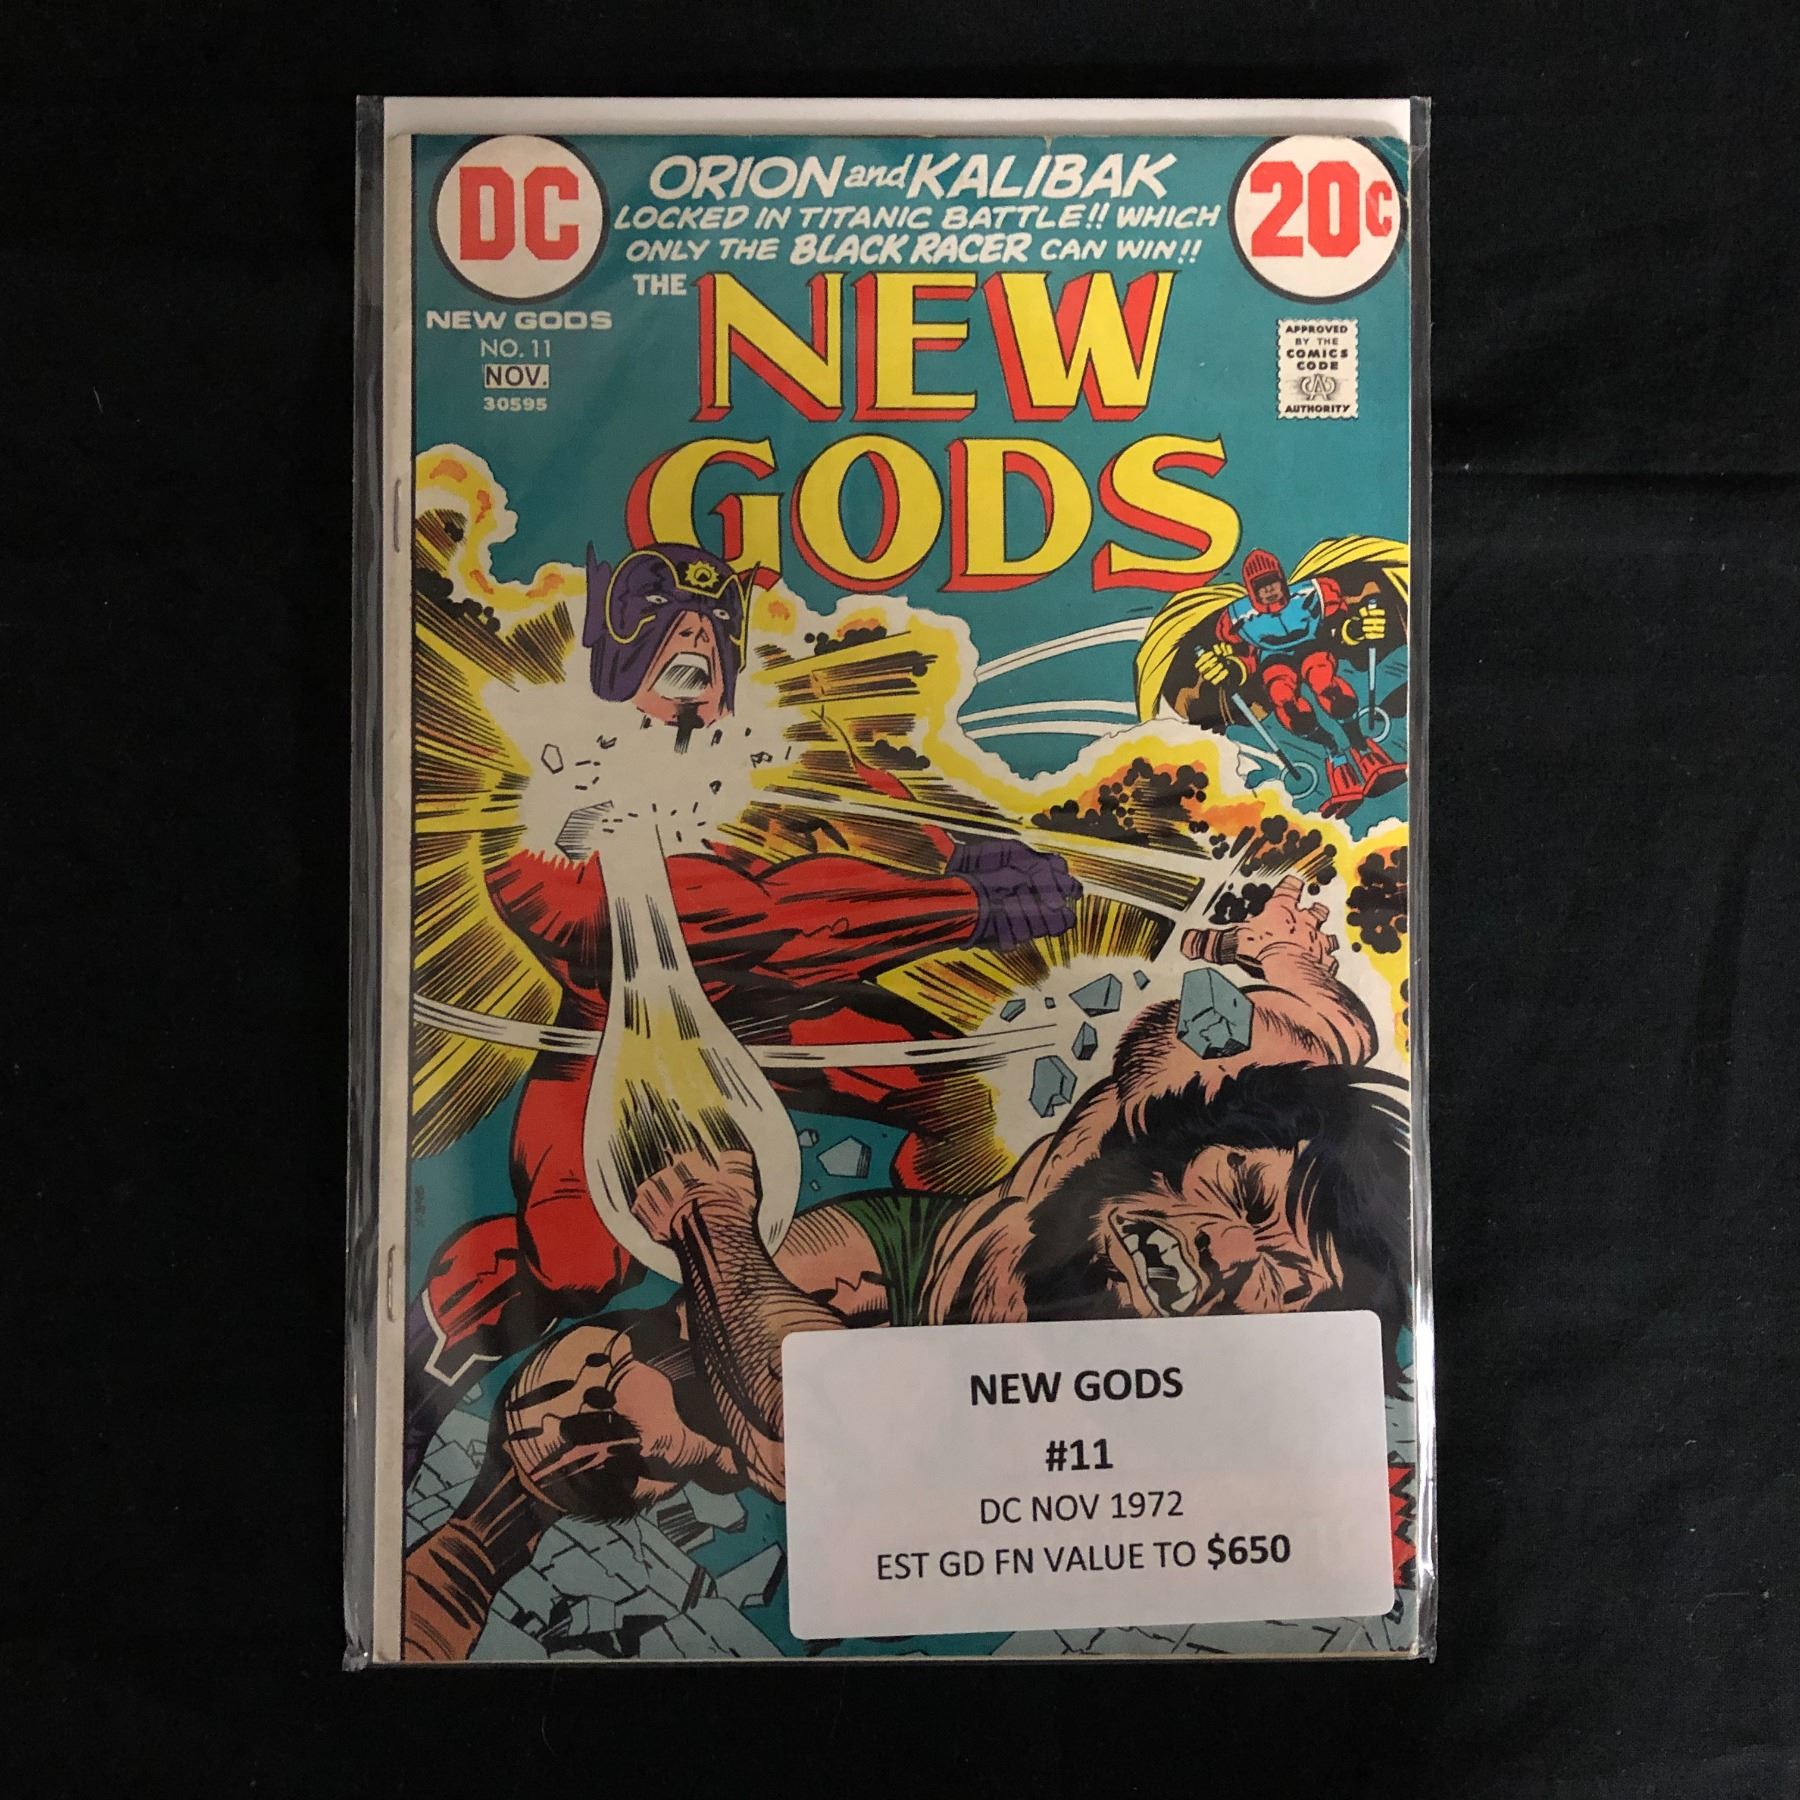 DC
ORION and KALIBAK
20c
LOCKED IN TITANIC BATTLE!! WHICH
ONLY THE BLACK RACER CAN WIN!!
THE NEW
GODS
NEW GODS
NO. 11
NOV.
30595
APPROVED
BY THE
COMICS
CODE
CA
AUTHORITY
NEW GODS
#11
DC NOV 1972
EST GD FN VALUE TO $650